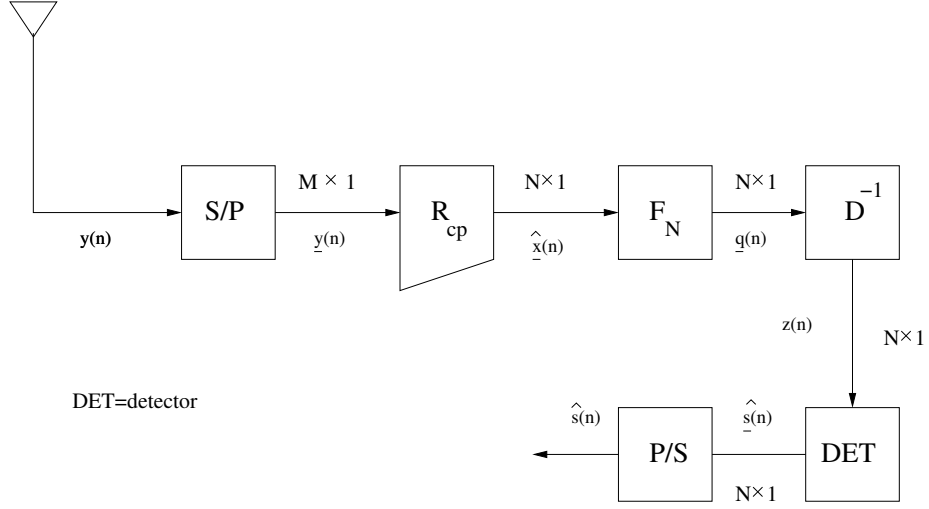 M × 1
N × 1
N × 1
S/P
R cp
F N
D −1
y(n)
y(n)
x̂(n)
q(n)
z(n)
N × 1
DET=detector
ŝ(n)
ŝ(n)
P/S
DET
N × 1